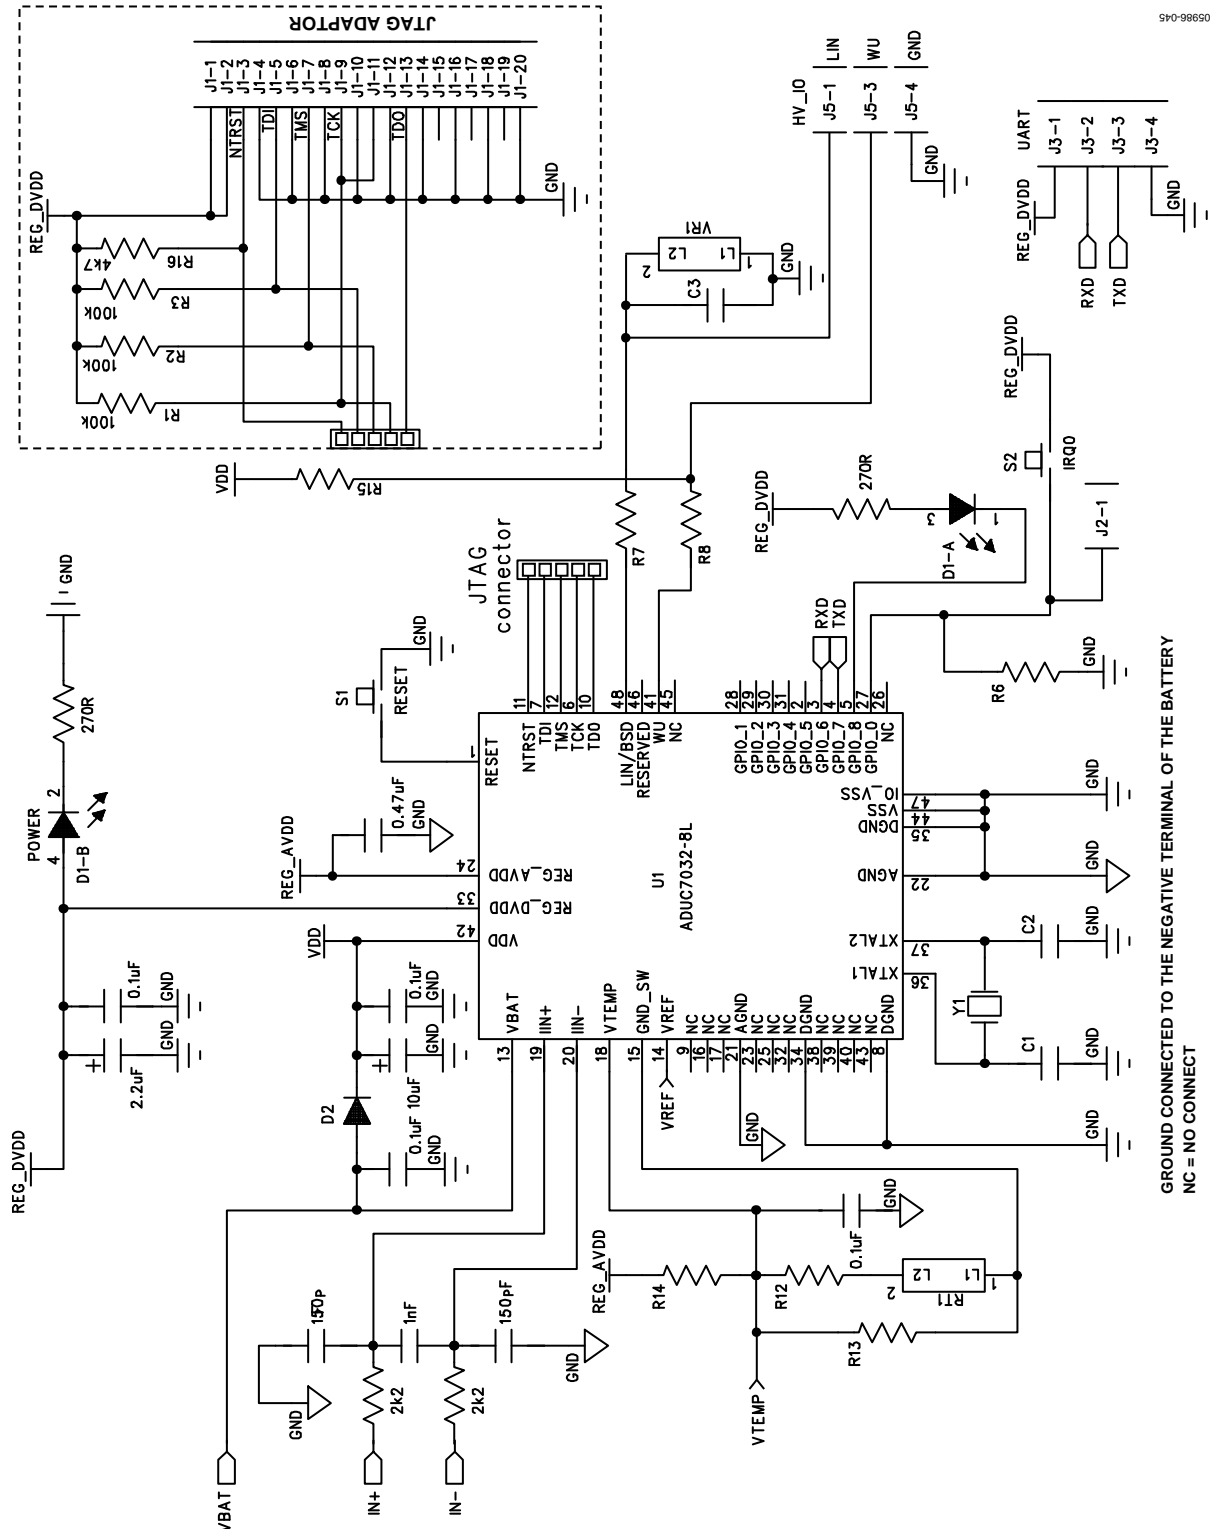 05986-045
JTAG ADAPTOR
J1-1
J1-2
J1-3
J1-4
J1-5
J1-6
J1-7
J1-8
J1-9
J1-10
J1-11
J1-12
J1-13
J1-14
J1-15
J1-16
J1-17
J1-18
J1-19
J1-20
NTRST
TDI
TMS
TCK
TDO
GND
REG_DVDD
4k7
R16
100k
R3
100k
R2
100k
R1
HV_IO
J5-1
LIN
J5-3
WU
J5-4
GND
GND
UART
J3-1
J3-2
J3-3
J3-4
REG_DVDD
RXD
TXD
GND
VR1
L2
L1
2
1
C3
GND
VDD
R15
R7
R8
REG_DVDD
270R
3
1
D1-A
REG_DVDD
S2
IRQ0
J2-1
R6
GND
RXD
TXD
JTAG
connector
S1
RESET
GND
GND
270R
POWER
2
4
D1-B
REG_AVDD
0.47uF
GND
VDD
0.1uF
GND
2.2uF
GND
REG_DVDD
0.1uF
GND
10uF
GND
D2
0.1uF
GND
1
RESET
11
NTRST
7
TDI
12
TMS
6
TCK
10
TDO
48
LIN/BSD
46
RESERVED
41
WU
45
NC
28
GPIO_1
29
GPIO_2
30
GPIO_3
31
GPIO_4
2
GPIO_5
3
GPIO_6
4
GPIO_7
5
GPIO_8
27
GPIO_0
26
NC
24
REG_AVDD
33
REG_DVDD
42
VDD
U1
ADUC7032-8L
IO_VSS
47
VSS
44
DGND
35
AGND
22
XTAL2
37
XTAL1
36
GND
GND
C2
GND
Y1
C1
GND
13
VBAT
19
IIN+
20
IIN-
18
VTEMP
15
GND_SW
14
VREF
9
NC
16
NC
17
NC
21
AGND
23
NC
25
NC
32
NC
34
DGND
38
NC
39
NC
40
NC
43
NC
8
DGND
VREF
GND
GND
VBAT
IN+
IN-
GND
2k2
1nF
2k2
150pF
GND
REG_AVDD
R14
0.1uF
GND
R12
2
L2
L1
1
RT1
R13
VTEMP
GROUND CONNECTED TO THE NEGATIVE TERMINAL OF THE BATTERY
NC = NO CONNECT